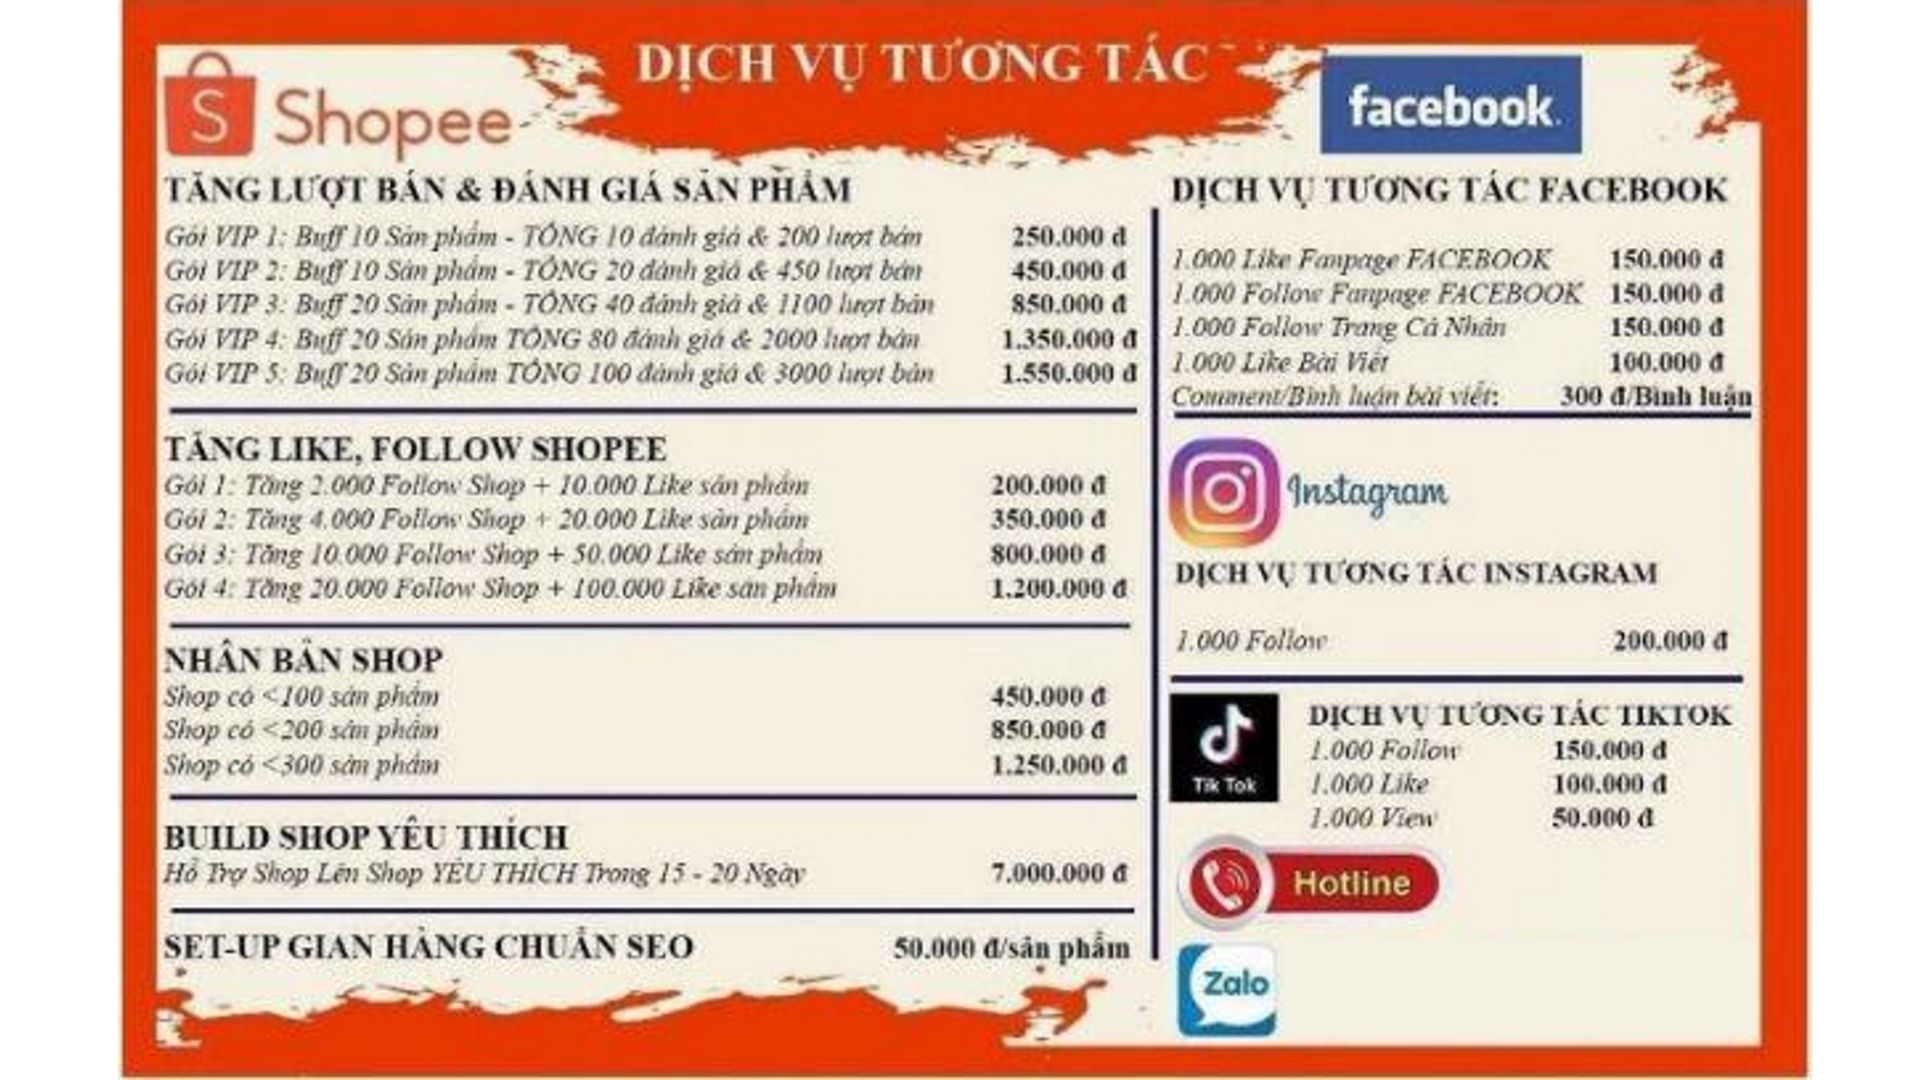 DỊCH VỤ TƯƠNG TÁC
Shopee
TĂNG LƯỢT BÁN & ĐÁNH GIÁ SẢN PHẨM
Gói VIP 1: Buff 10 Sản phẩm - TỔNG 10 đánh giá & 200 lượt bán 250.000 đ
Gói VIP 2: Buff 10 Sản phẩm - TỔNG 20 đánh giá & 450 lượt bán 450.000 đ
Gói VIP 3: Buff 20 Sản phẩm - TỔNG 40 đánh giá & 1100 lượt bán 850.000 đ
Gói VIP 4: Buff 20 Sản phẩm TỔNG 80 đánh giá & 2000 lượt bán 1.350.000 đ
Gói VIP 5: Buff 20 Sản phẩm TỔNG 100 đánh giá & 3000 lượt bán 1.550.000 đ
TĂNG LIKE, FOLLOW SHOPEE
Gói 1: Tăng 2.000 Follow Shop + 10.000 Like sản phẩm 200.000 đ
Gói 2: Tăng 4.000 Follow Shop + 20.000 Like sản phẩm 350.000 đ
Gói 3: Tăng 10.000 Follow Shop + 50.000 Like sản phẩm 800.000 đ
Gói 4: Tăng 20.000 Follow Shop + 100.000 Like sản phẩm 1.200.000 đ
NHÂN BẢN SHOP
Shop có <100 sản phẩm 450.000 đ
Shop có <200 sản phẩm 850.000 đ
Shop có <300 sản phẩm 1.250.000 đ
BUILD SHOP YÊU THÍCH
Hỗ Trợ Shop Lên Shop YÊU THÍCH Trong 15 - 20 Ngày 7.000.000 đ
SET-UP GIAN HÀNG CHUẨN SEO 50.000 đ/sản phẩm
facebook
DỊCH VỤ TƯƠNG TÁC FACEBOOK
1.000 Like Fanpage FACEBOOK 150.000 đ
1.000 Follow Fanpage FACEBOOK 150.000 đ
1.000 Follow Trang Cá Nhân 150.000 đ
1.000 Like Bài Viết 100.000 đ
Comment/Bình luận bài viết: 300 đ/Bình luận
Instagram
DỊCH VỤ TƯƠNG TÁC INSTAGRAM
1.000 Follow 200.000 đ
Tik Tok
DỊCH VỤ TƯƠNG TÁC TIKTOK
1.000 Follow 150.000 đ
1.000 Like 100.000 đ
1.000 View 50.000 đ
Hotline
Zalo